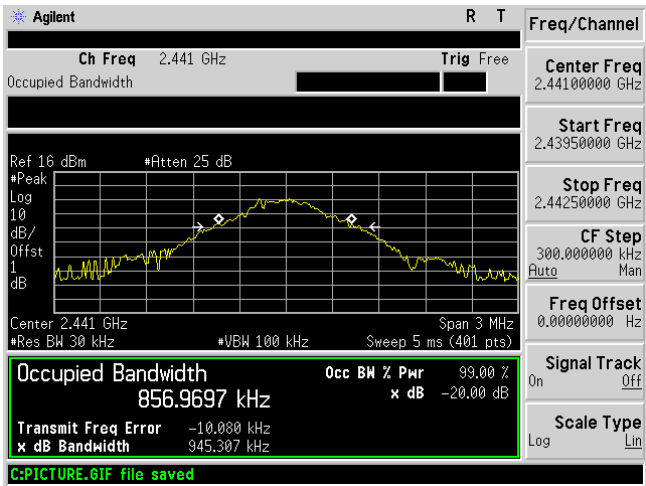 Agilent R T
Freq/Channel
Ch Freq 2.441 GHz Trig Free
Occupied Bandwidth
Center Freq
2.44100000 GHz
Start Freq
2.43950000 GHz
Stop Freq
2.44250000 GHz
CF Step
300.000000 kHz
Auto Man
Freq Offset
0.00000000 Hz
Signal Track
On Off
Scale Type
Log Lin
Ref 16 dBm #Atten 25 dB
#Peak
Log
10
dB/
Offst
1
dB
Center 2.441 GHz Span 3 MHz
#Res BW 30 kHz #VBW 100 kHz Sweep 5 ms (401 pts)
Occupied Bandwidth Occ BW % Pwr 99.00 %
856.9697 kHz x dB -20.00 dB
Transmit Freq Error -10.080 kHz
x dB Bandwidth 945.307 kHz
C:PICTURE.GIF file saved